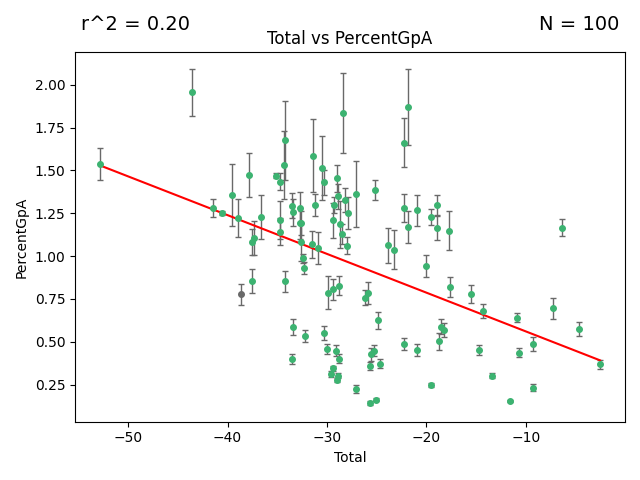 r^2 = 0.20
N = 100
Total vs PercentGpA
2.00
1.75
1.50
1.25
1.00
0.75
0.50
0.25
PercentGpA
−50
−40
−30
−20
−10
Total